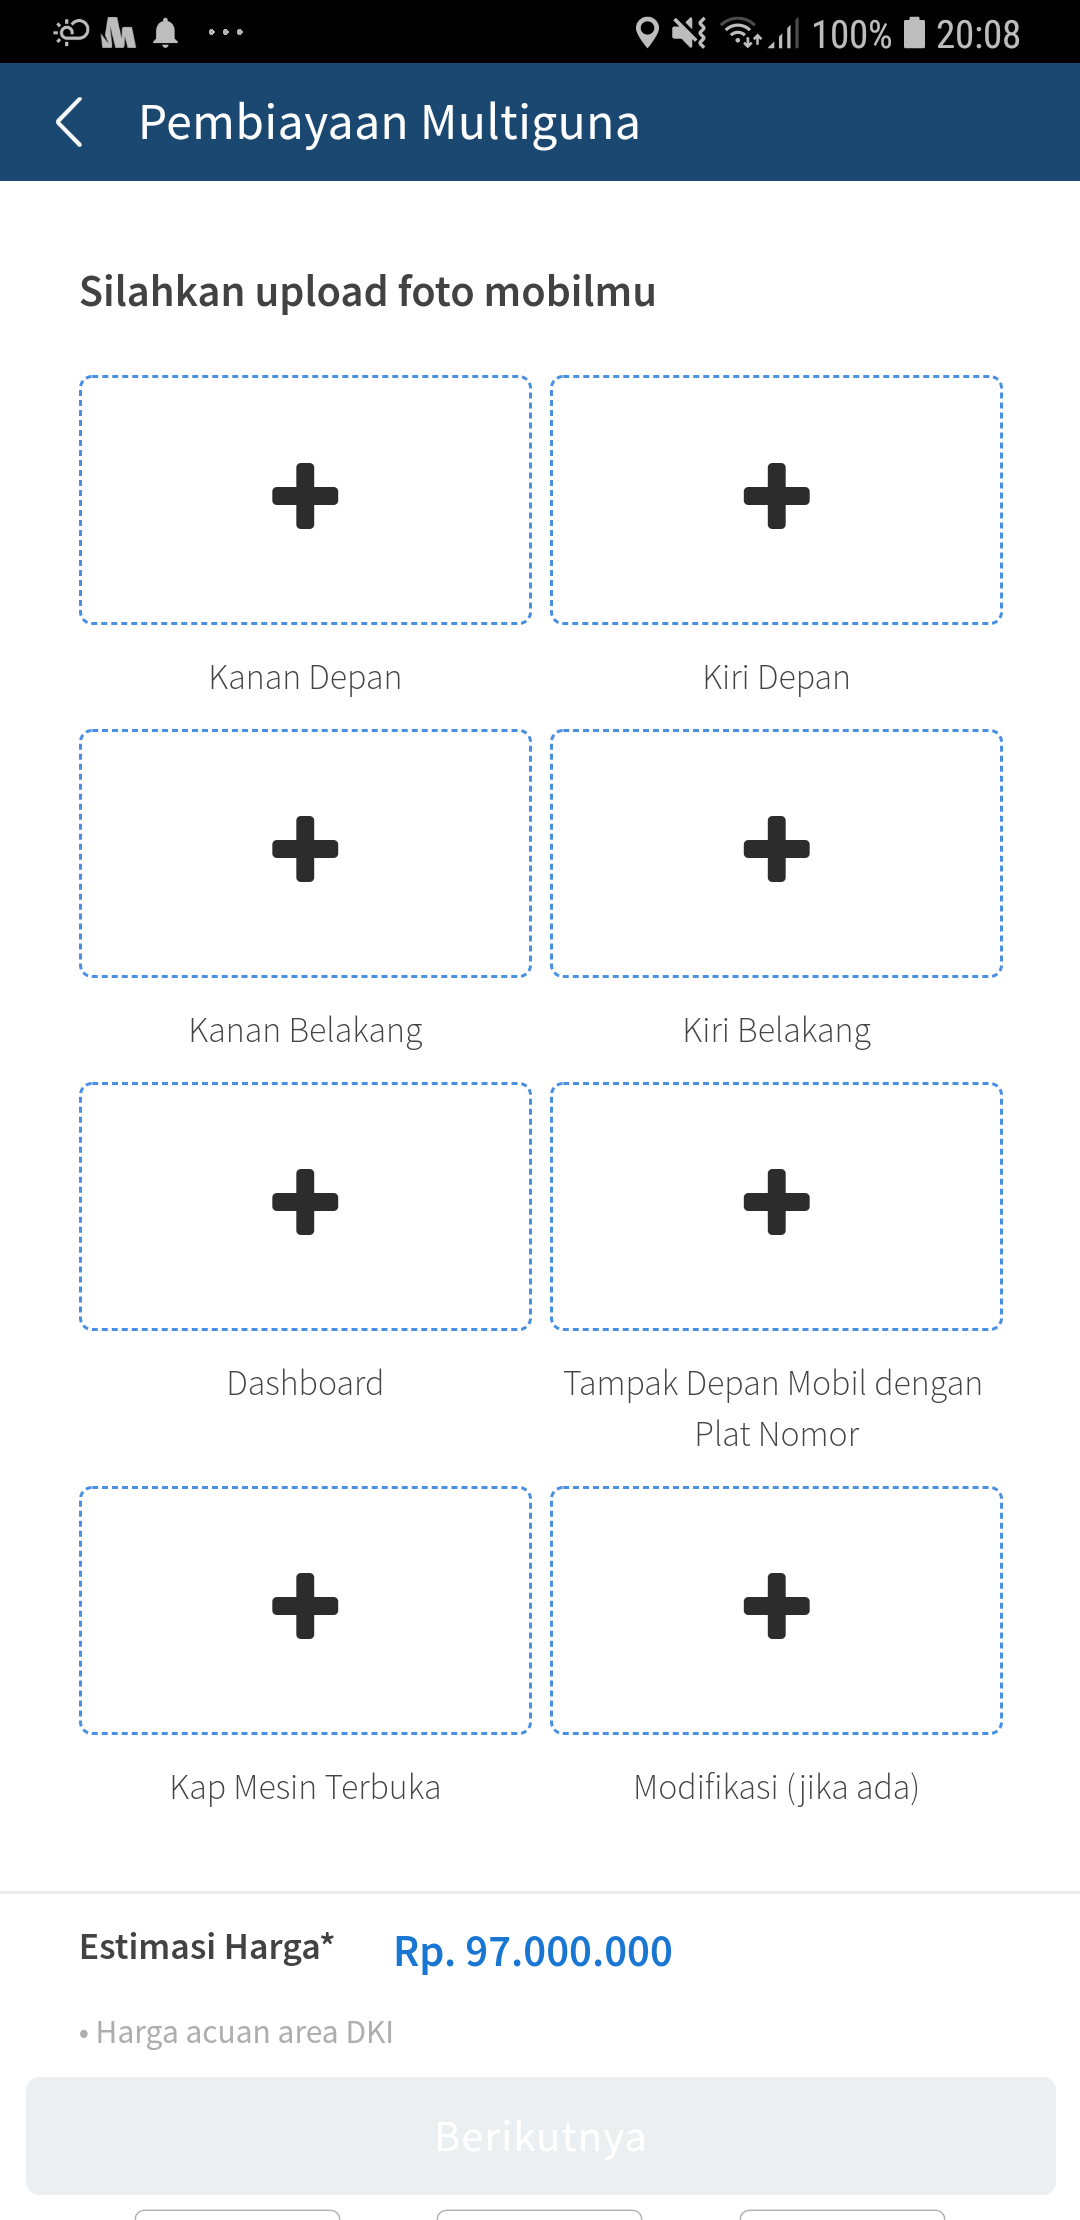 100% 20:08
Pembiayaan Multiguna
Silahkan upload foto mobilmu
Kanan Depan
Kiri Depan
Kanan Belakang
Kiri Belakang
Dashboard
Tampak Depan Mobil dengan
Plat Nomor
Kap Mesin Terbuka
Modifikasi (jika ada)
Estimasi Harga* Rp. 97.000.000
• Harga acuan area DKI
Berikutnya